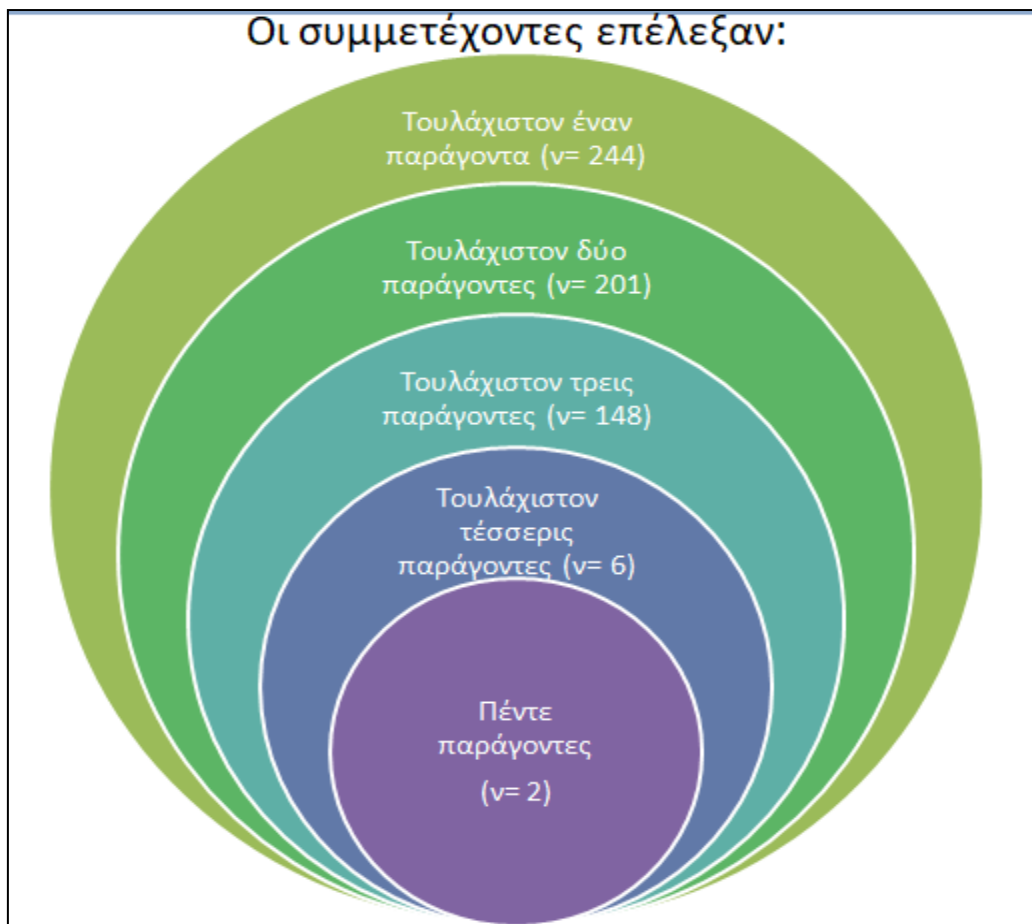 Οι συμμετέχοντες επέλεξαν:
Τουλάχιστον έναν
παράγοντα (ν= 244)
Τουλάχιστον δύο
παράγοντες (ν= 201)
Τουλάχιστον τρεις
παράγοντες (ν= 148)
Τουλάχιστον
τέσσερις
παράγοντες (ν= 6)
Πέντε
παράγοντες
(ν= 2)